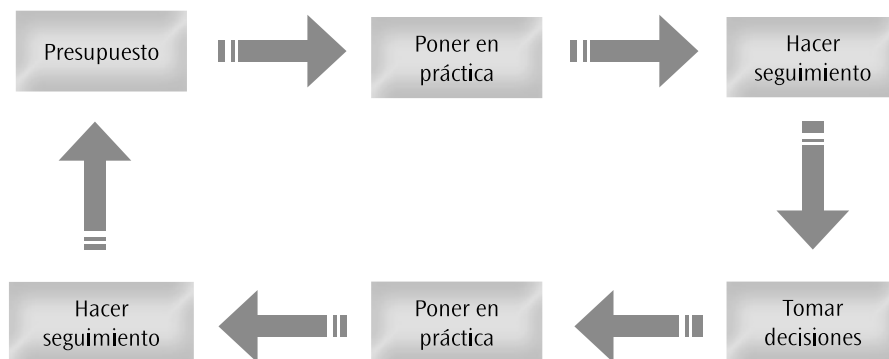 Presupuesto
Poner en
práctica
Hacer
seguimiento
Tomar
decisiones
Poner en
práctica
Hacer
seguimiento